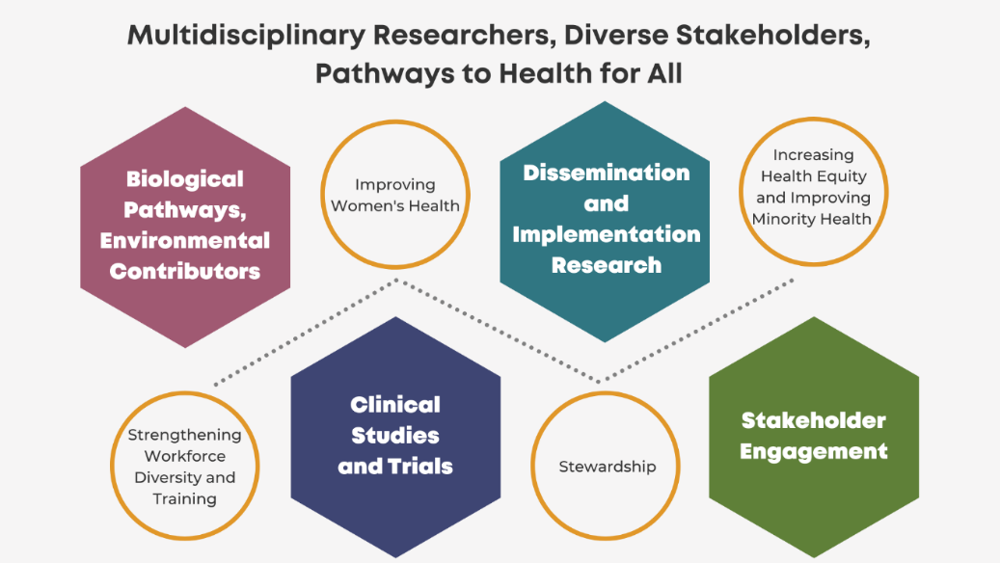 Multidisciplinary Researchers, Diverse Stakeholders,
Pathways to Health for All
Biological
Pathways,
Environmental
Contributors
Improving
Women's Health
Dissemination
and
Implementation
Research
Increasing
Health Equity
and Improving
Minority Health
Strengthening
Workforce
Diversity and
Training
Clinical
Studies
and Trials
Stewardship
Stakeholder
Engagement